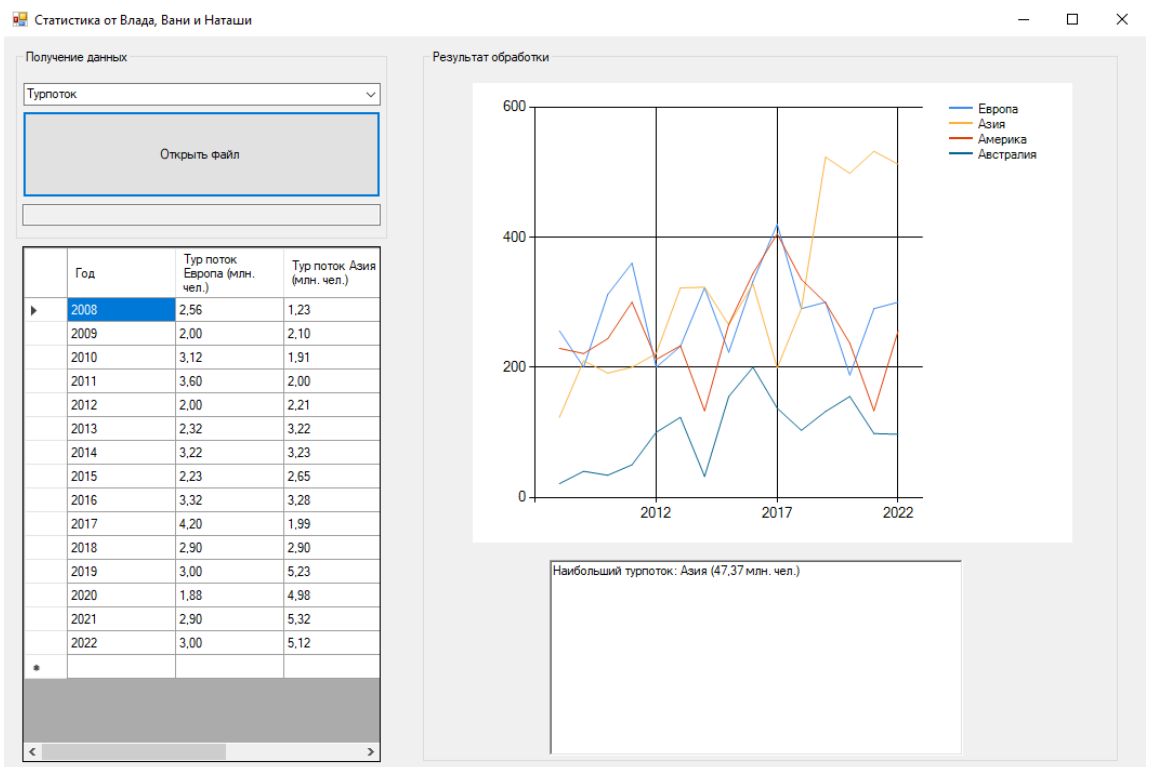 Статистика от Влада, Вани и Наташи
Получение данных
Турпоток
Открыть файл
Год
Тур поток
Европа (млн.
чел.)
Тур поток Азия
(млн. чел.)
2008 2,56 1,23
2009 2,00 2,10
2010 3,12 1,91
2011 3,60 2,00
2012 2,00 2,21
2013 2,32 3,22
2014 3,22 3,23
2015 2,23 2,65
2016 3,32 3,28
2017 4,20 1,99
2018 2,90 2,90
2019 3,00 5,23
2020 1,88 4,98
2021 2,90 5,32
2022 3,00 5,12
Результат обработки
600
400
200
0
2012 2017 2022
Европа
Азия
Америка
Австралия
Наибольший турпоток: Азия (47,37 млн. чел.)